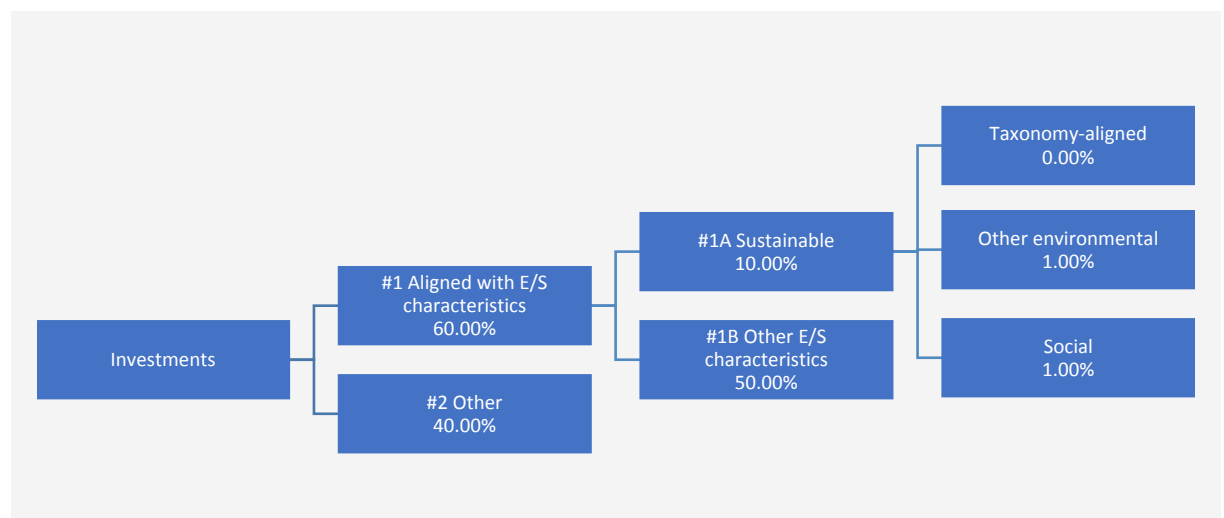 Investments
#1 Aligned with E/S
characteristics
60.00%
#2 Other
40.00%
#1A Sustainable
10.00%
#1B Other E/S
characteristics
50.00%
Taxonomy-aligned
0.00%
Other environmental
1.00%
Social
1.00%